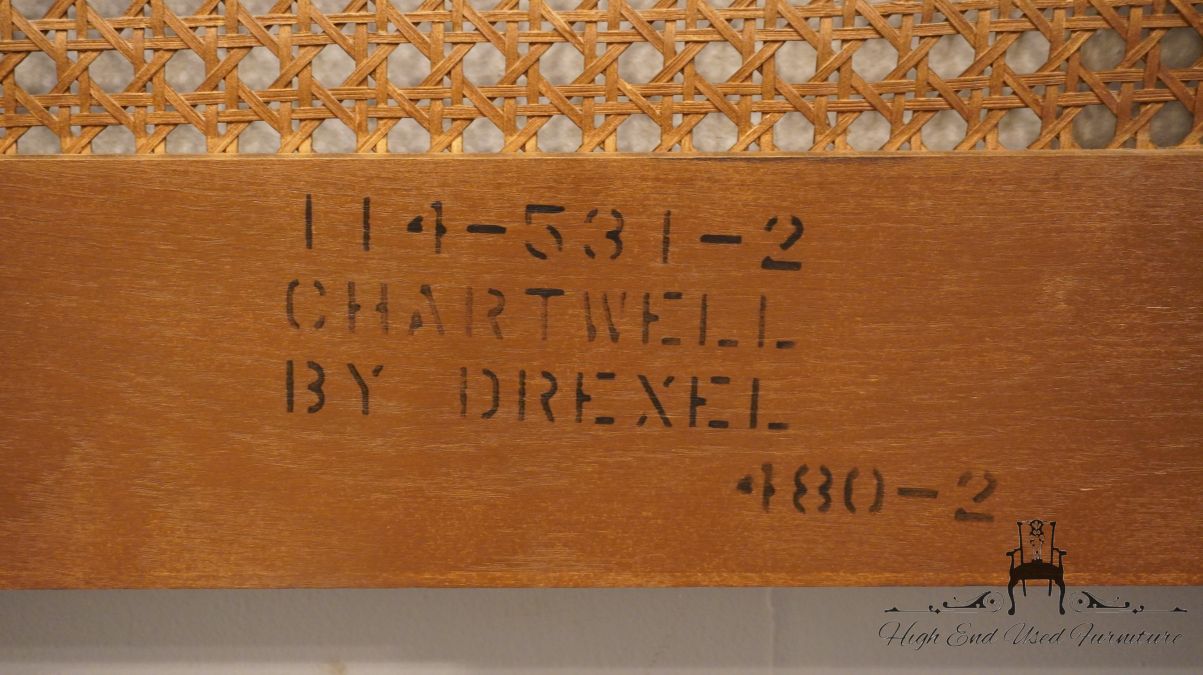 114-531-2
CHARTWELL
BY DREXEL
480-2
High End Used Furniture